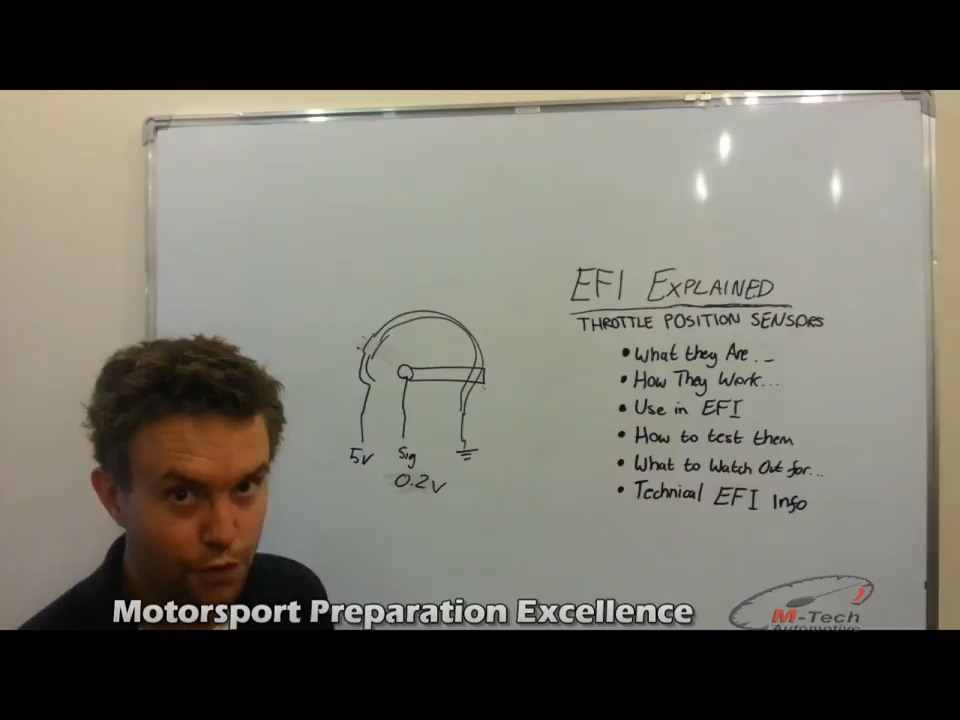 EFI EXPLAINED
THROTTLE POSITION SENSORS
• What they Are...
• How They Work...
• Use in EFI
• How to test them
• What to Watch Out for...
• Technical EFI Info
5v Sig
0.2v
Motorsport Preparation Excellence
M-Tech
Automotive